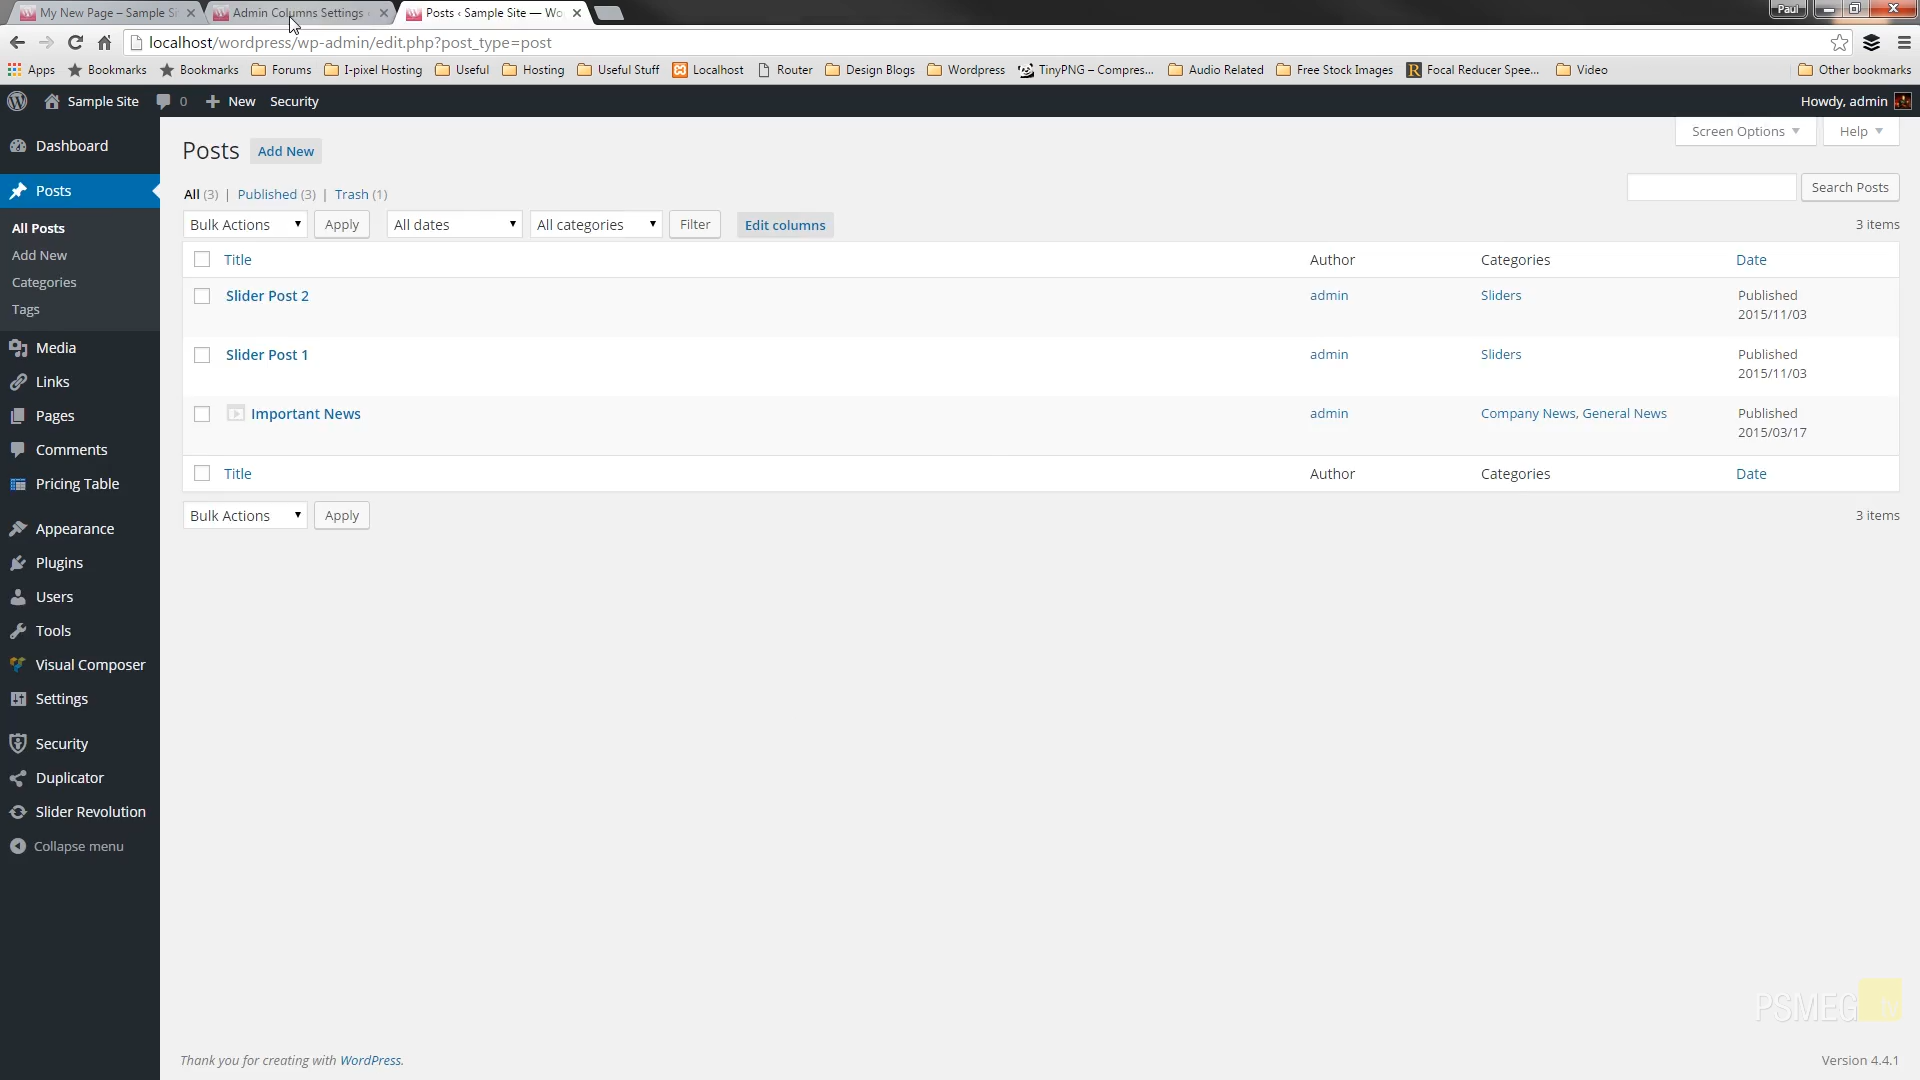 My New Page – Sample Si
Admin Columns Settings ‹
Posts ‹ Sample Site — Wo
Paul
localhost/wordpress/wp-admin/edit.php?post_type=post
Apps Bookmarks Bookmarks Forums I-pixel Hosting Useful Hosting Useful Stuff Localhost Router Design Blogs Wordpress TinyPNG – Compres... Audio Related Free Stock Images Focal Reducer Spee... Video Other bookmarks
Sample Site 0 New Security Howdy, admin
Screen Options Help
Dashboard
Posts
All Posts
Add New
Categories
Tags
Media
Links
Pages
Comments
Pricing Table
Appearance
Plugins
Users
Tools
Visual Composer
Settings
Security
Duplicator
Slider Revolution
Collapse menu
Posts Add New
All (3) | Published (3) | Trash (1)
Search Posts
Bulk Actions Apply All dates All categories Filter Edit columns 3 items
Title Author Categories Date
Slider Post 2 admin Sliders Published
2015/11/03
Slider Post 1 admin Sliders Published
2015/11/03
Important News admin Company News, General News Published
2015/03/17
Title Author Categories Date
Bulk Actions Apply 3 items
PSMEG tv
Thank you for creating with WordPress. Version 4.4.1